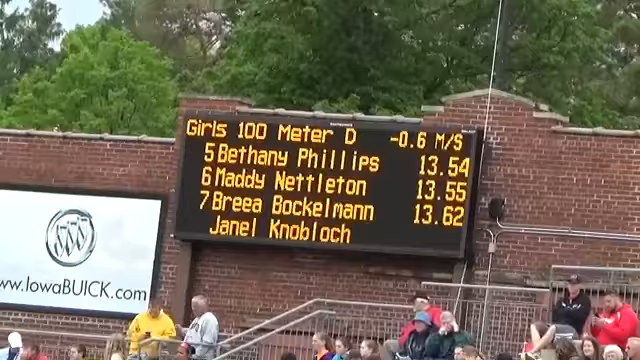 Girls 100 Meter D -0.6 M/S
5 Bethany Phillips 13.54
6 Maddy Nettleton 13.55
7 Breea Bockelmann 13.62
Janel Knobloch
ww.IowaBUICK.com